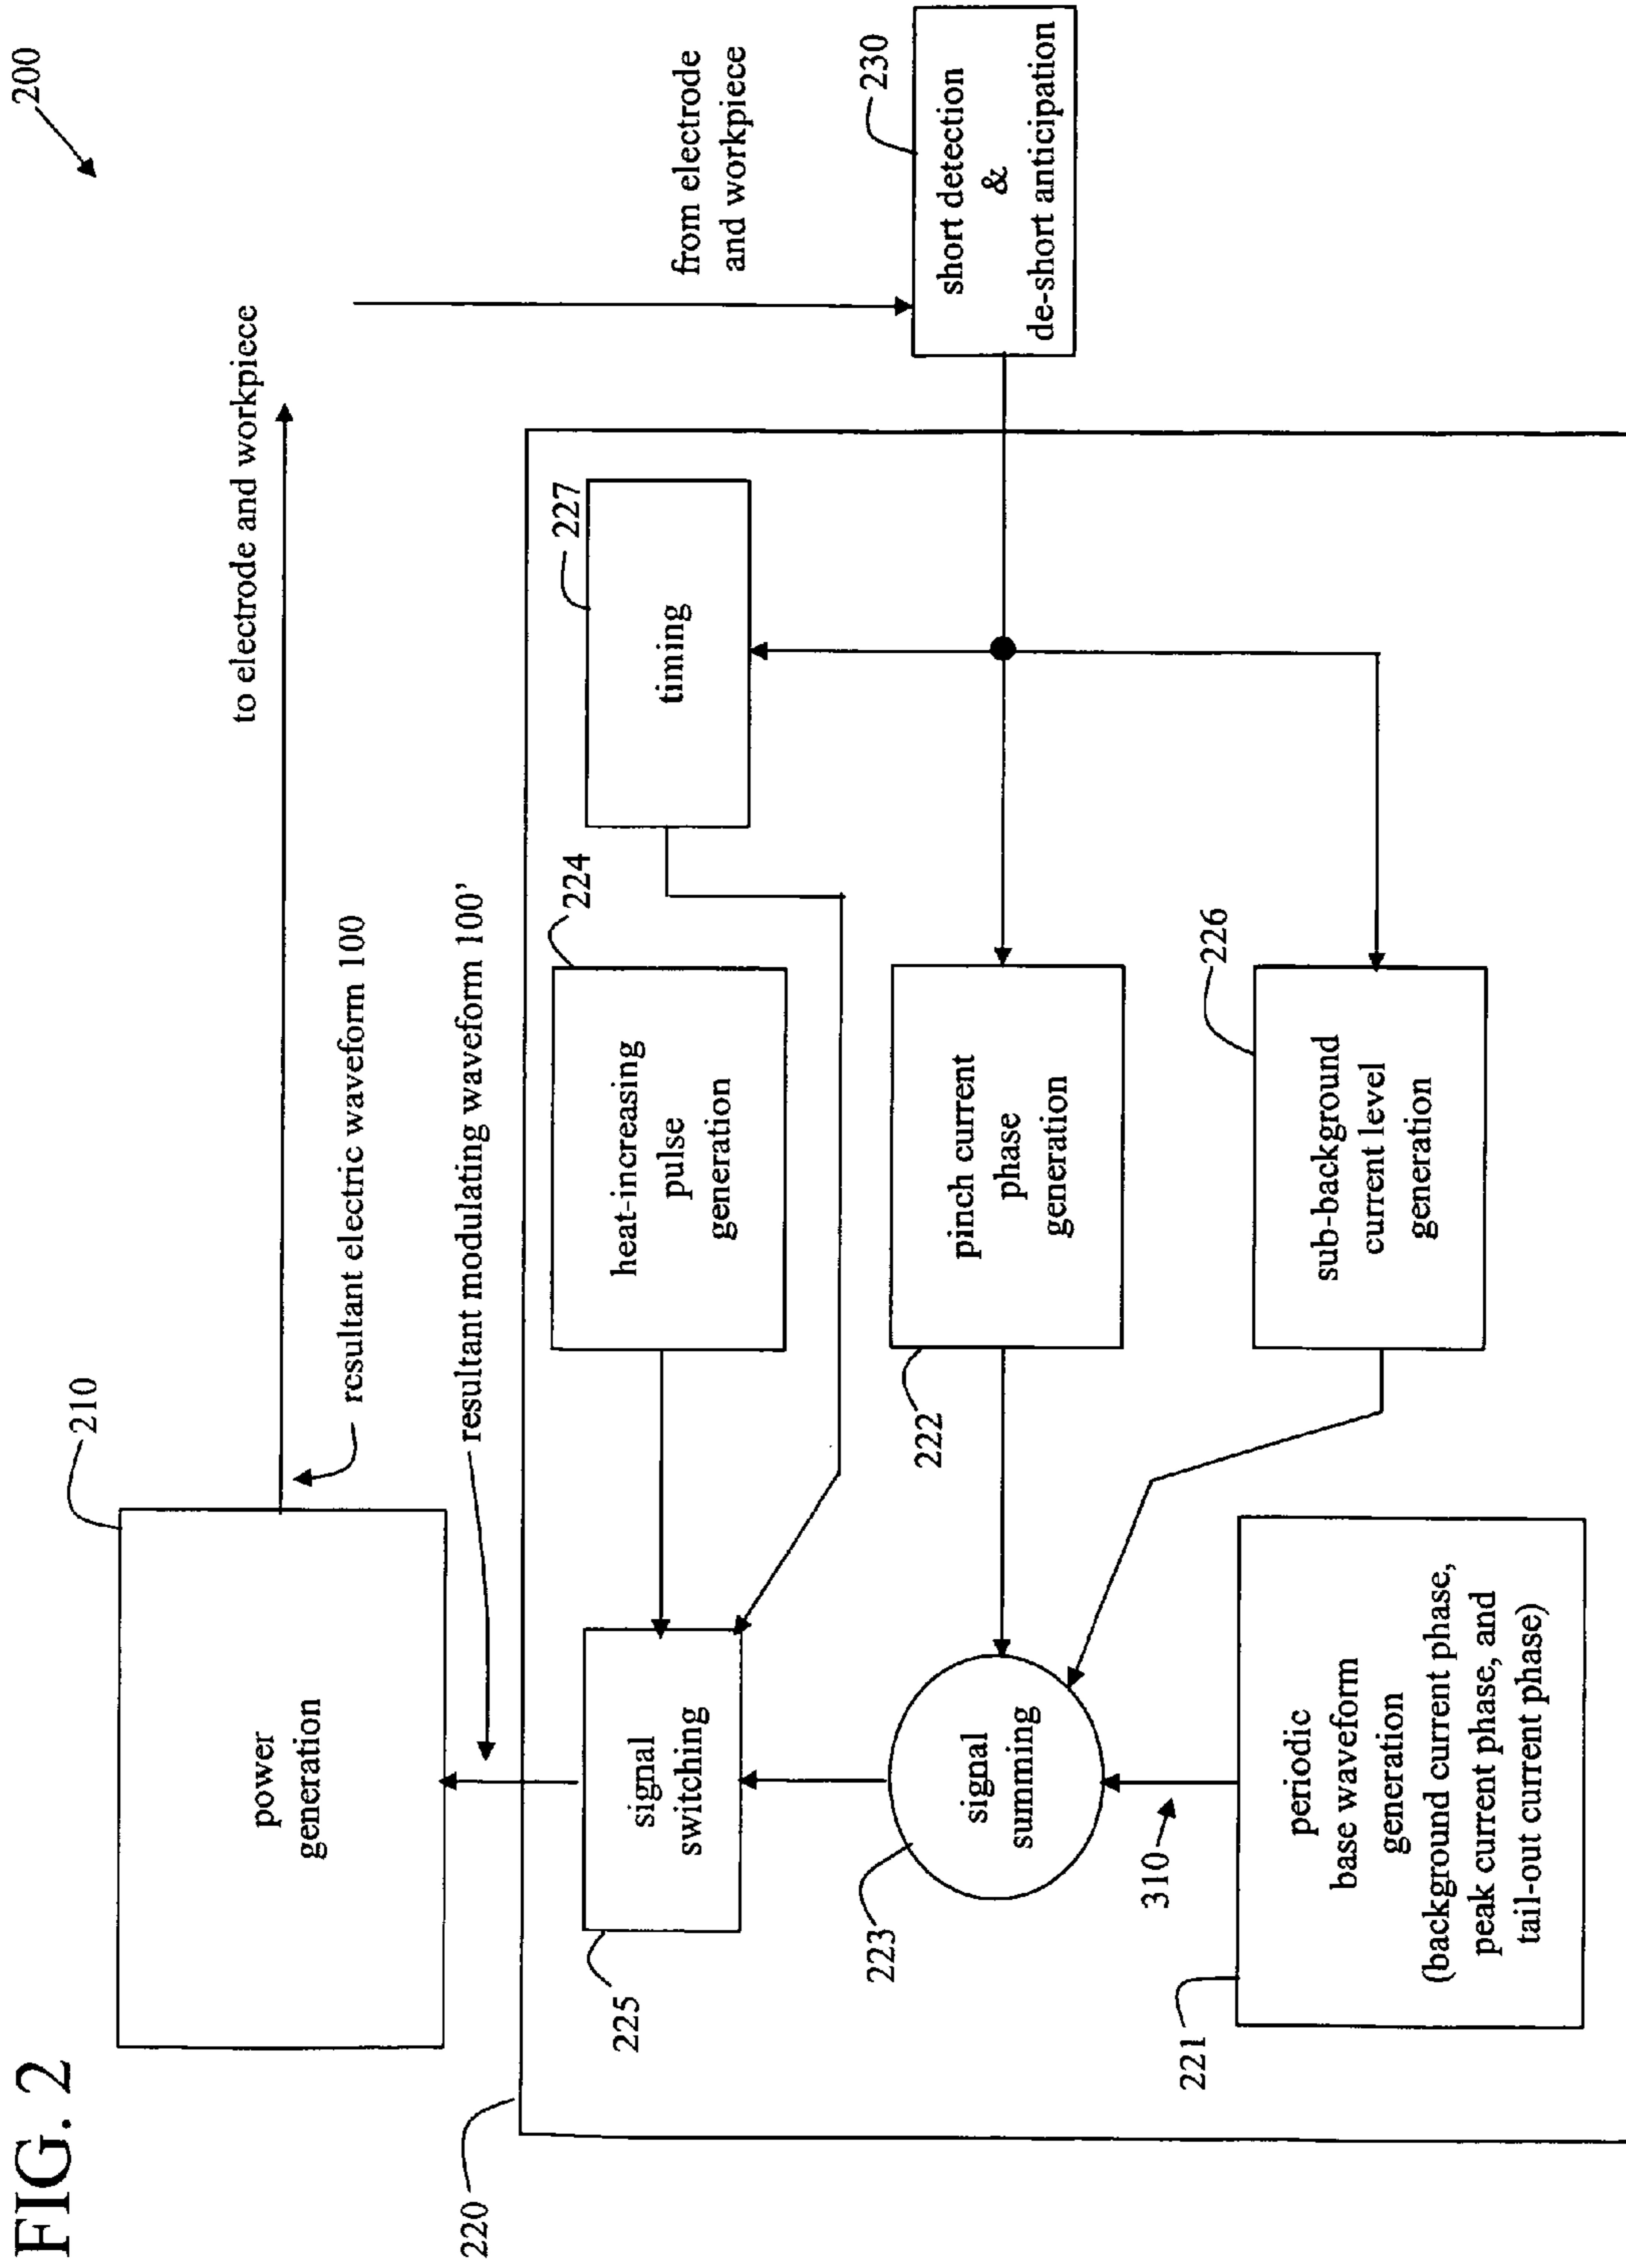 FIG. 2
200
210
power
generation
to electrode and workpiece
resultant electric waveform 100
resultant modulating waveform 100'
from electrode
and workpiece
220
225
signal
switching
224
heat-increasing
pulse
generation
227
timing
230
short detection
&
de-short anticipation
223
signal
summing
222
pinch current
phase
generation
310
226
sub-background
current level
generation
221
periodic
base waveform
generation
(background current phase,
peak current phase, and
tail-out current phase)